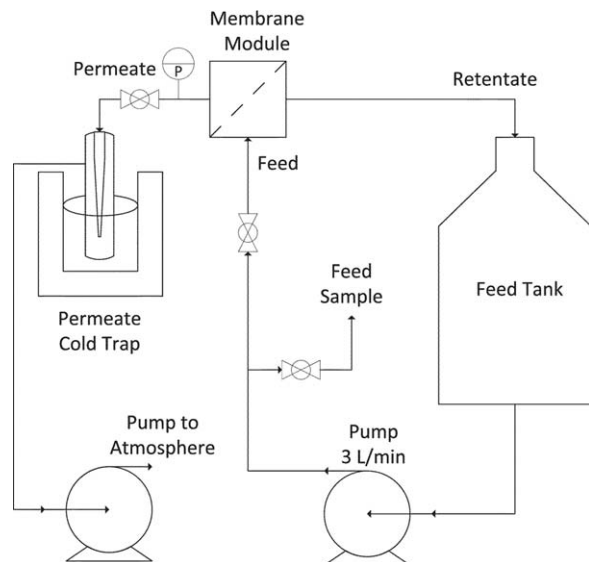 Membrane
Module
Permeate
P
Retentate
Feed
Feed
Sample
Feed Tank
Permeate
Cold Trap
Pump to
Atmosphere
Pump
3 L/min